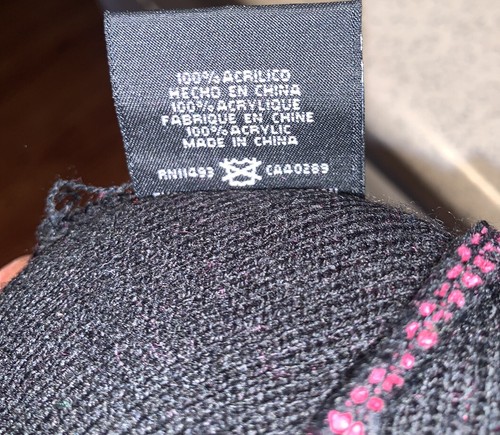 100% ACRILICO
HECHO EN CHINA
100% ACRYLIQUE
FABRIQUE EN CHINE
100% ACRYLIC
MADE IN CHINA
RN11493 CA40289